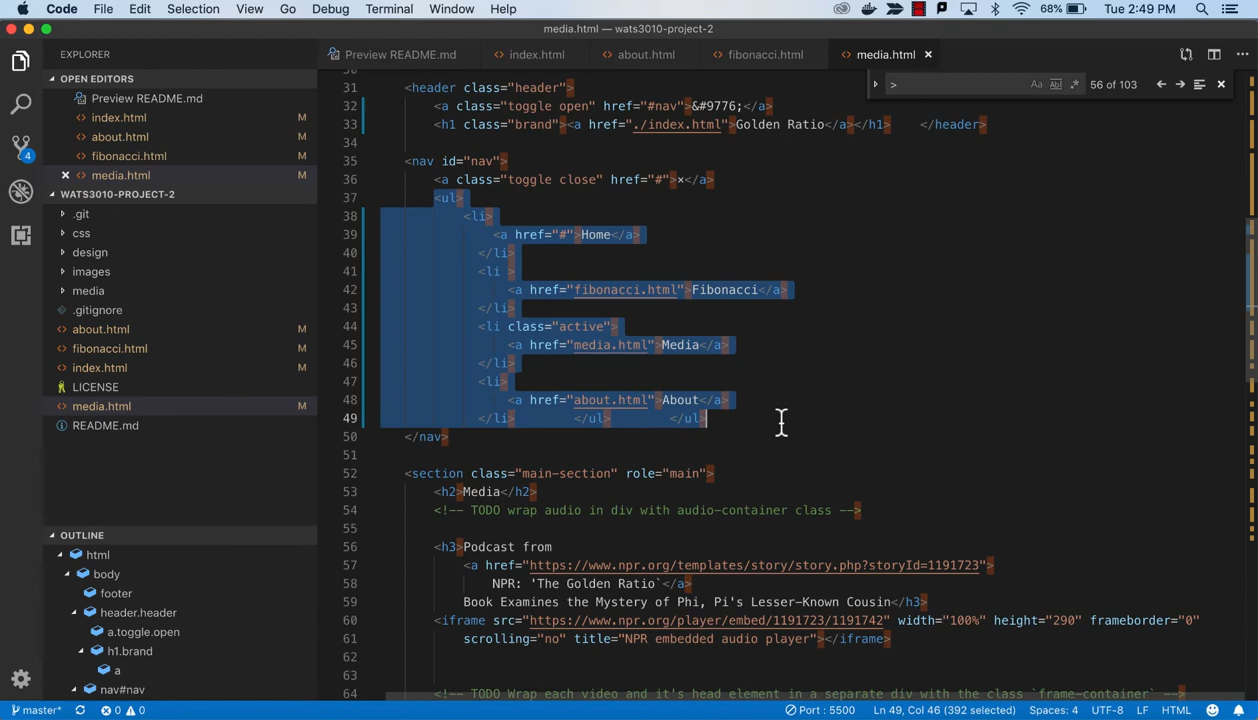 Code File Edit Selection View Go Debug Terminal Window Help 68% Tue 2:49 PM
media.html — wats3010-project-2
EXPLORER
OPEN EDITORS
Preview README.md
index.html M
about.html M
fibonacci.html M
media.html M
WATS3010-PROJECT-2
.git
css
design
images
media
.gitignore
about.html M
fibonacci.html M
index.html M
LICENSE
media.html M
README.md
OUTLINE
html
body
footer
header.header
a.toggle.open
h1.brand
a
nav#nav
4
Preview README.md index.html about.html fibonacci.html media.html
> Aa Abl .* 56 of 103
30
31 <header class="header">
32 <a class="toggle open" href="#nav">&#9776;</a>
33 <h1 class="brand"><a href="./index.html">Golden Ratio</a></h1> </header>
34
35 <nav id="nav">
36 <a class="toggle close" href="#">×</a>
37 <ul>
38 <li>
39 <a href="#">Home</a>
40 </li>
41 <li >
42 <a href="fibonacci.html">Fibonacci</a>
43 </li>
44 <li class="active">
45 <a href="media.html">Media</a>
46 </li>
47 <li>
48 <a href="about.html">About</a>
49 </li> </ul> </ul>
50 </nav>
51
52 <section class="main-section" role="main">
53 <h2>Media</h2>
54 <!-- TODO wrap audio in div with audio-container class -->
55
56 <h3>Podcast from
57 <a href="https://www.npr.org/templates/story/story.php?storyId=1191723">
58 NPR: 'The Golden Ratio`</a>
59 Book Examines the Mystery of Phi, Pi's Lesser-Known Cousin</h3>
60 <iframe src="https://www.npr.org/player/embed/1191723/1191742" width="100%" height="290" frameborder="0"
61 scrolling="no" title="NPR embedded audio player"></iframe>
62
63
64 <!-- TODO Wrap each video and it's head element in a separate div with the class `frame-container` -->
master* 0 0 Port : 5500 Ln 49, Col 46 (392 selected) Spaces: 4 UTF-8 LF HTML